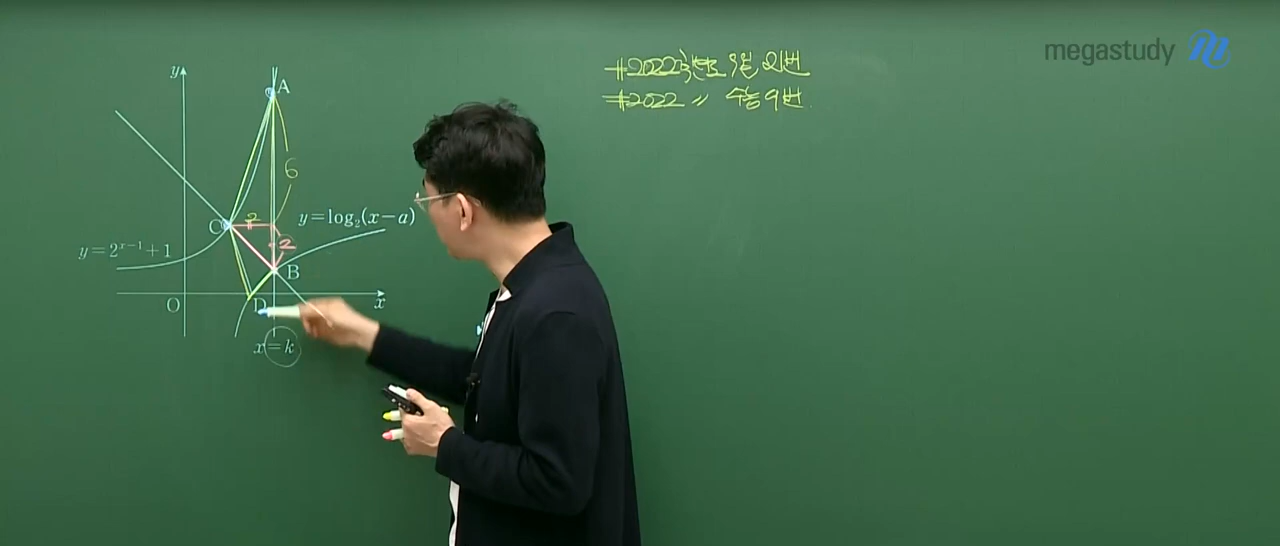 megastudy
#2022학년도 9월 21번
#2022 〃 수능 9번
y
A
6
C
2
y=log₂(x−a)
2
y=2^{x−1}+1
B
O
D
x
x=k